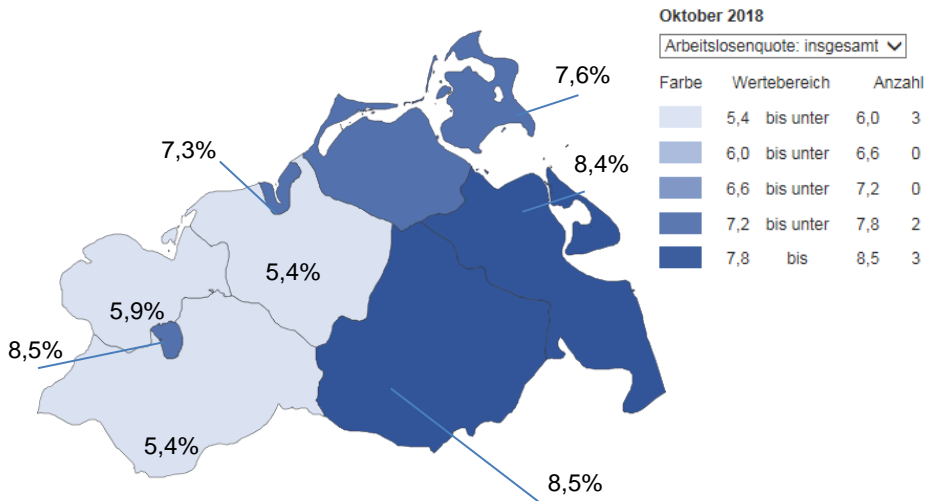 Oktober 2018
Arbeitslosenquote: insgesamt
Farbe Wertebereich Anzahl
5,4 bis unter 6,0 3
6,0 bis unter 6,6 0
6,6 bis unter 7,2 0
7,2 bis unter 7,8 2
7,8 bis 8,5 3
7,6%
7,3%
8,4%
5,4%
5,9%
8,5%
5,4%
8,5%